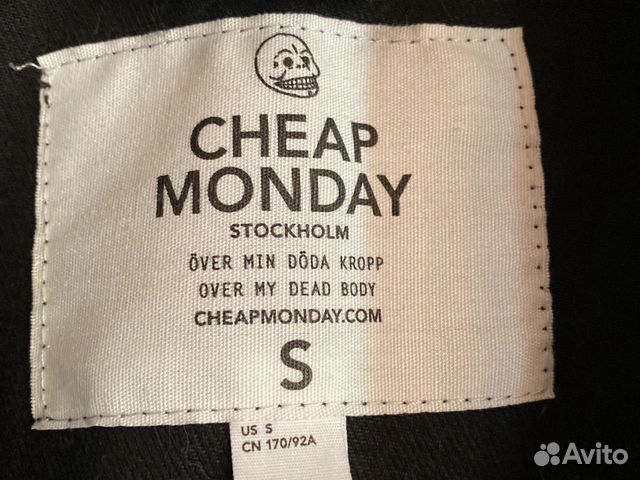 CHEAP
MONDAY
STOCKHOLM
ÖVER MIN DÖDA KROPP
OVER MY DEAD BODY
CHEAPMONDAY.COM
S
US S
CN 170/92A
Avito